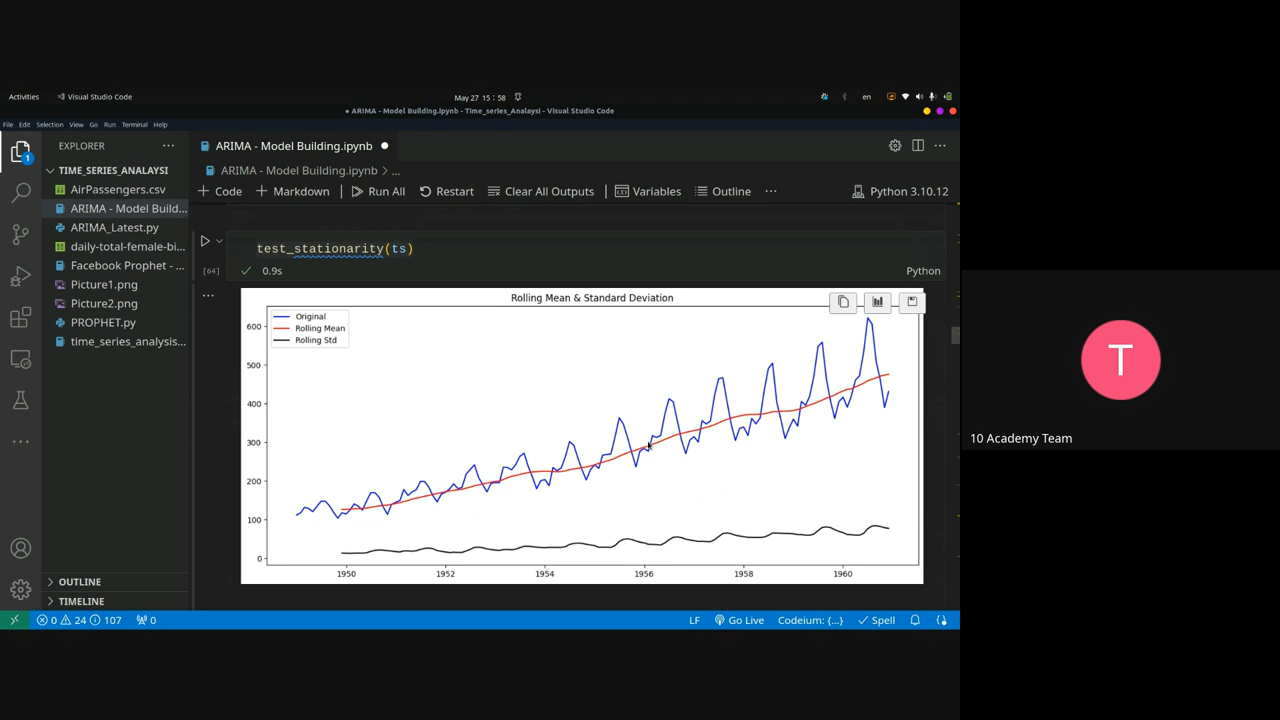 Activities
Visual Studio Code
May 27 15 : 58
en
• ARIMA - Model Building.ipynb - Time_series_Analaysi - Visual Studio Code
File Edit Selection View Go Run Terminal Help
EXPLORER
TIME_SERIES_ANALAYSI
AirPassengers.csv
ARIMA - Model Build...
ARIMA_Latest.py
daily-total-female-bi...
Facebook Prophet - ...
Picture1.png
Picture2.png
PROPHET.py
time_series_analysis...
OUTLINE
TIMELINE
1
ARIMA - Model Building.ipynb
ARIMA - Model Building.ipynb > ...
+ Code + Markdown Run All Restart Clear All Outputs Variables Outline ... Python 3.10.12
test_stationarity(ts)
[64] 0.9s Python
Rolling Mean & Standard Deviation
Original
Rolling Mean
Rolling Std
600
500
400
300
200
100
0
1950 1952 1954 1956 1958 1960
0 24 107 0 LF Go Live Codeium: {...} Spell
T
10 Academy Team